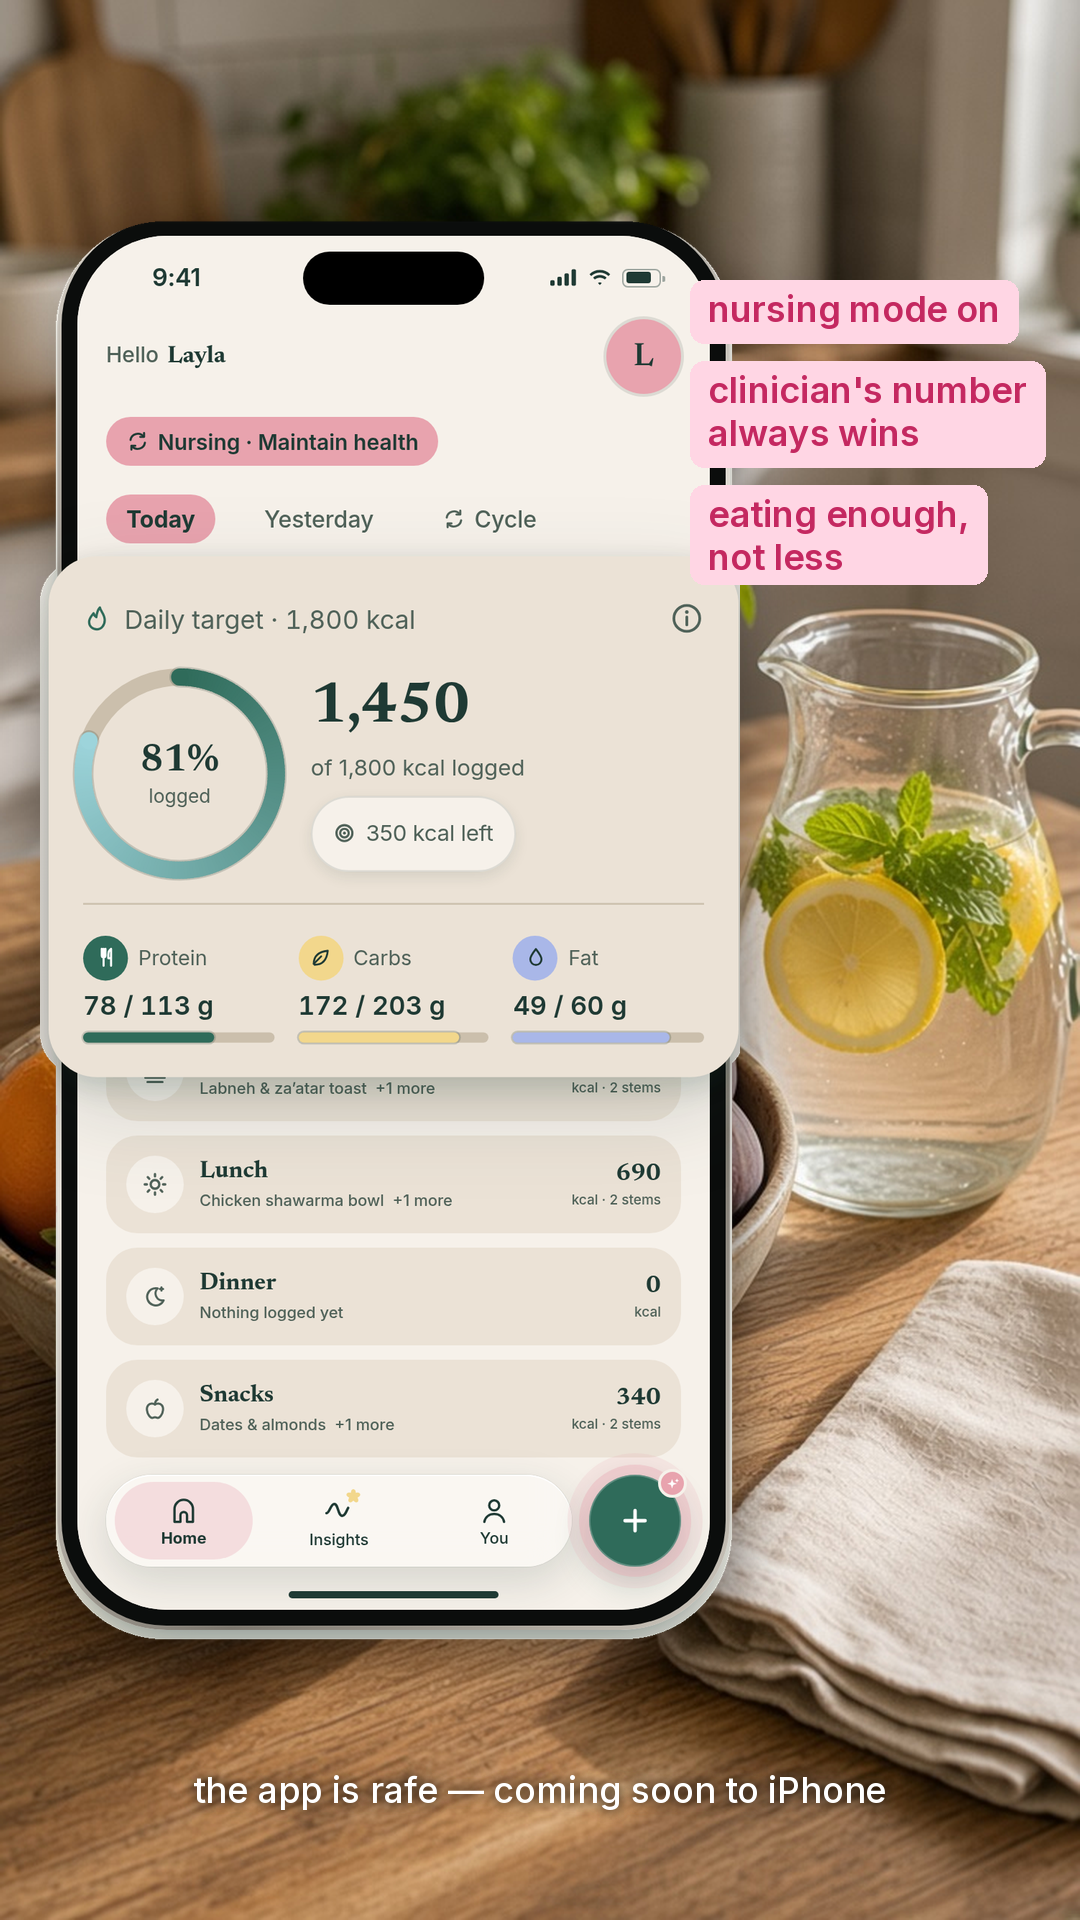 9:41
Hello Layla
L
nursing mode on
clinician's number
always wins
Nursing · Maintain health
eating enough,
not less
Today
Yesterday
Cycle
Daily target · 1,800 kcal
81%
logged
1,450
of 1,800 kcal logged
350 kcal left
Protein
78 / 113 g
Carbs
172 / 203 g
Fat
49 / 60 g
Labneh & za’atar toast +1 more
kcal · 2 stems
Lunch
Chicken shawarma bowl +1 more
690
kcal · 2 stems
Dinner
Nothing logged yet
0
kcal
Snacks
Dates & almonds +1 more
340
kcal · 2 stems
Home
Insights
You
the app is rafe — coming soon to iPhone